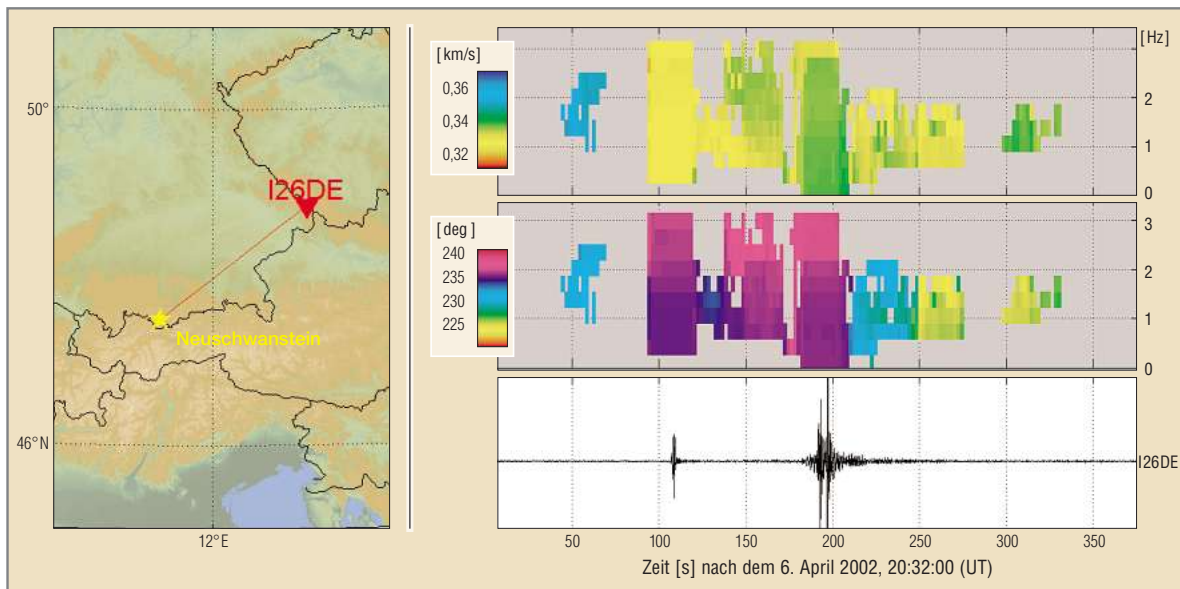 50°
I26DE
Neuschwanstein
46°N
12°E
[km/s]
0,36
0,34
0,32
[Hz]
2
1
0
[deg]
240
235
230
225
3
2
1
0
I26DE
50
100
150
200
250
300
350
Zeit [s] nach dem 6. April 2002, 20:32:00 (UT)